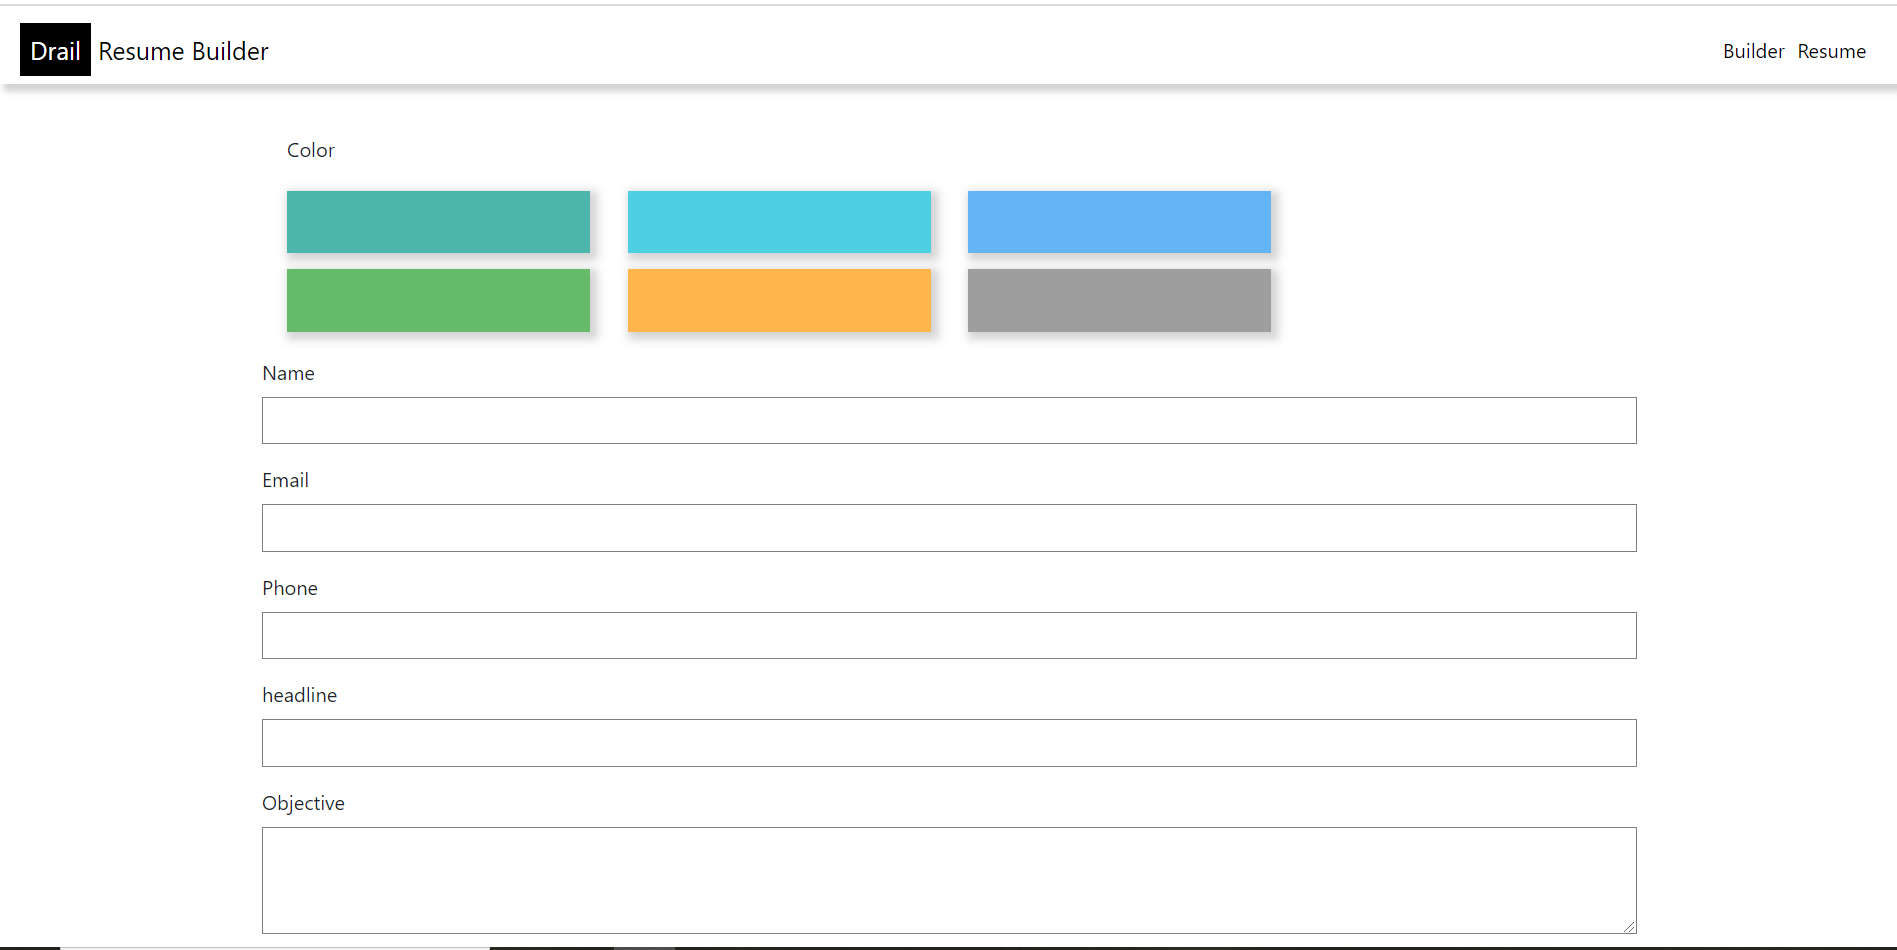 Drail Resume Builder
Builder Resume
Color
Name
Email
Phone
headline
Objective